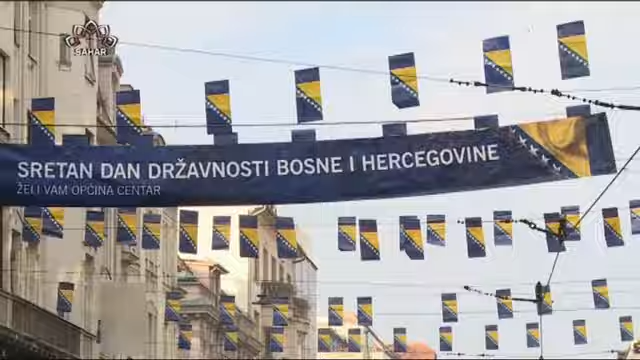 SAHAR
SRETAN DAN DRŽAVNOSTI BOSNE I HERCEGOVINE
ŽELI VAM OPĆINA CENTAR